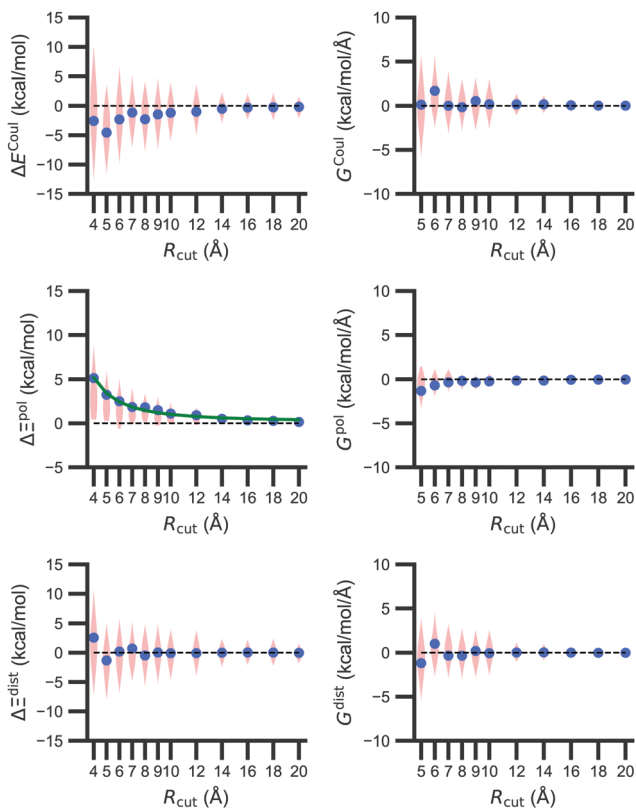 15
10
5
0
−5
−10
−15
ΔE^Coul (kcal/mol)
4 5 6 7 8 9 10 12 14 16 18 20
R_cut (Å)
10
5
0
−5
−10
G^Coul (kcal/mol/Å)
5 6 7 8 9 10 12 14 16 18 20
R_cut (Å)
15
10
5
0
−5
ΔΞ^pol (kcal/mol)
4 5 6 7 8 9 10 12 14 16 18 20
R_cut (Å)
10
5
0
−5
−10
G^pol (kcal/mol/Å)
5 6 7 8 9 10 12 14 16 18 20
R_cut (Å)
15
10
5
0
−5
−10
−15
ΔΞ^dist (kcal/mol)
4 5 6 7 8 9 10 12 14 16 18 20
R_cut (Å)
10
5
0
−5
−10
G^dist (kcal/mol/Å)
5 6 7 8 9 10 12 14 16 18 20
R_cut (Å)